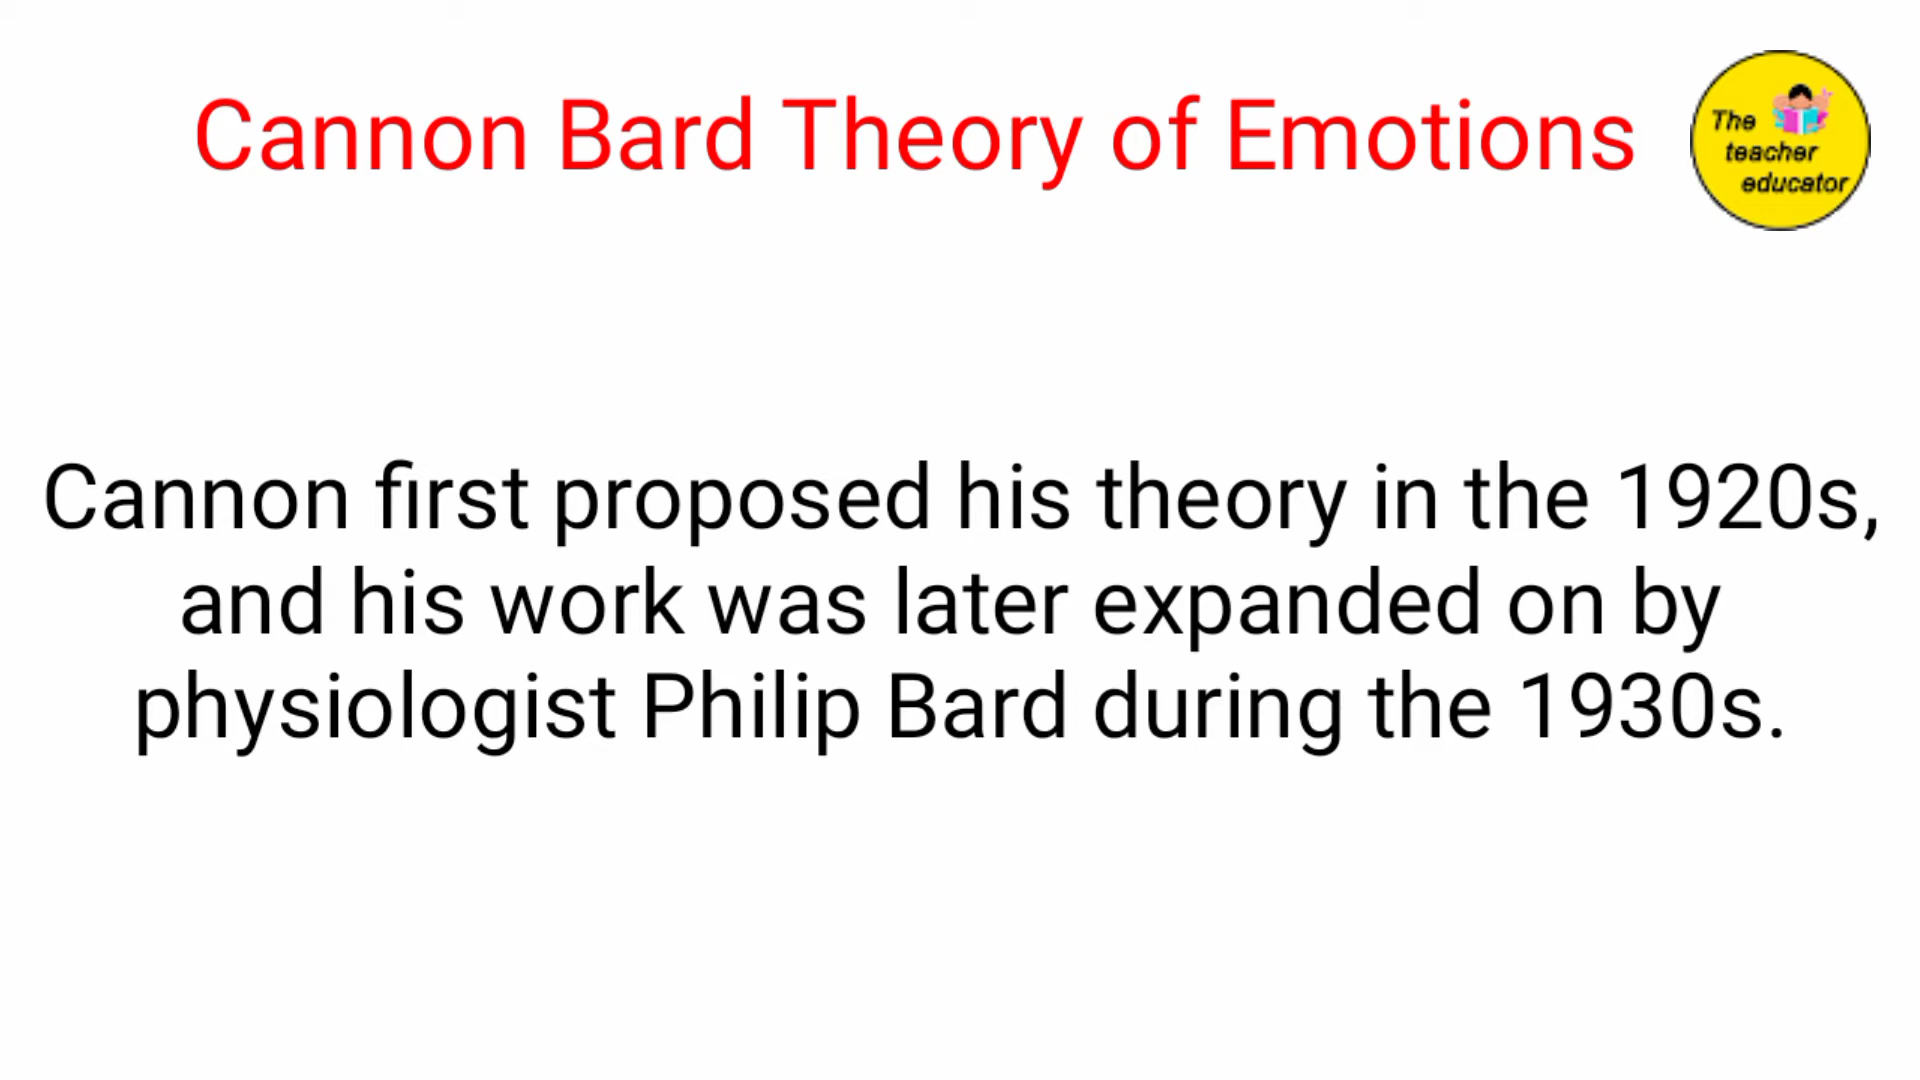 Cannon Bard Theory of Emotions
The
teacher
educator
Cannon first proposed his theory in the 1920s,
and his work was later expanded on by
physiologist Philip Bard during the 1930s.